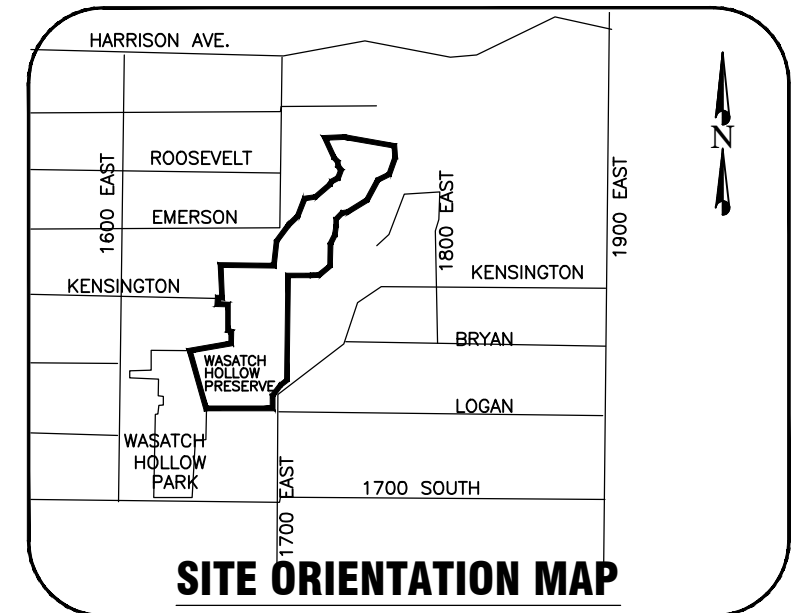 HARRISON AVE.
ROOSEVELT
1600 EAST
EMERSON
N
1800 EAST
1900 EAST
KENSINGTON
KENSINGTON
BRYAN
WASATCH
HOLLOW
PRESERVE
LOGAN
WASATCH
HOLLOW
PARK
1700 EAST
1700 SOUTH
SITE ORIENTATION MAP